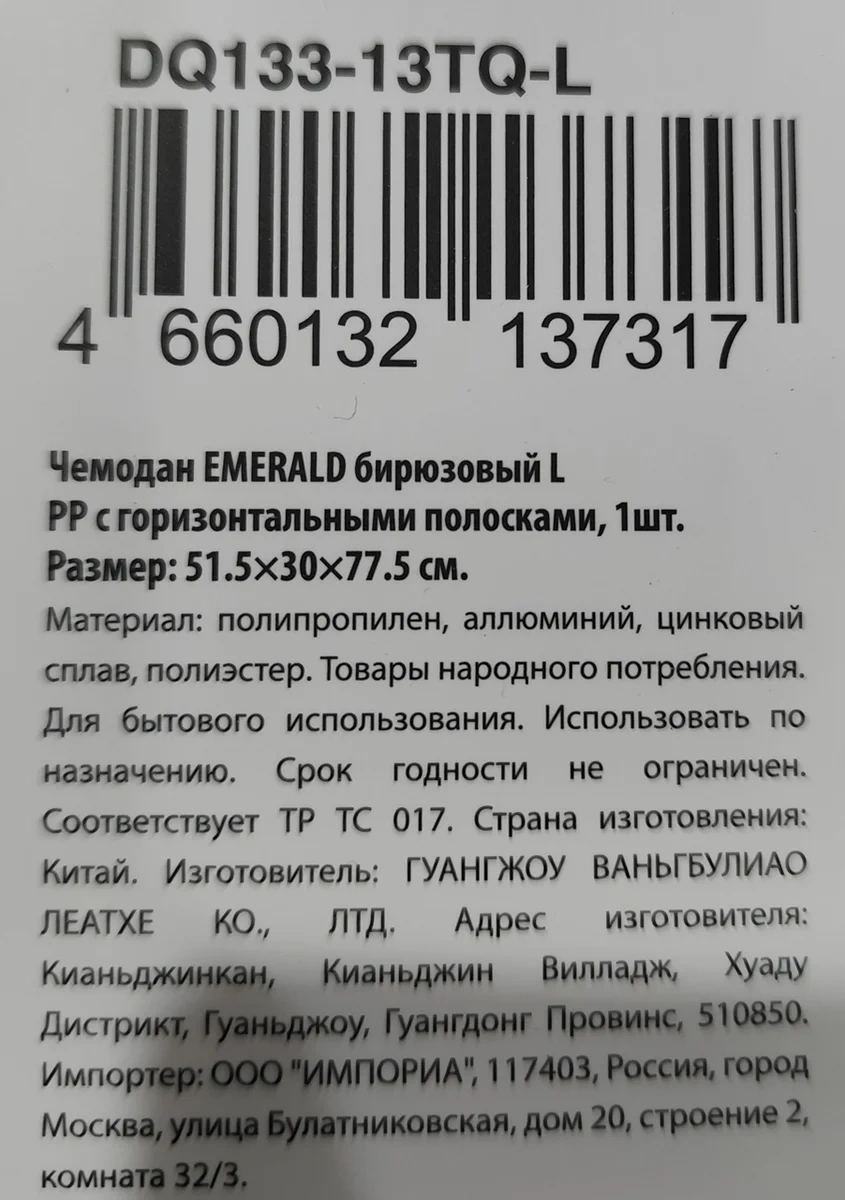 DQ133-13TQ-L
4 660132 137317
Чемодан EMERALD бирюзовый L
PP с горизонтальными полосками, 1шт.
Размер: 51.5×30×77.5 см.
Материал: полипропилен, аллюминий, цинковый
сплав, полиэстер. Товары народного потребления.
Для бытового использования. Использовать по
назначению. Срок годности не ограничен.
Соответствует ТР ТС 017. Страна изготовления:
Китай. Изготовитель: ГУАНГЖОУ ВАНЬГБУЛИАО
ЛЕАТХЕ КО., ЛТД. Адрес изготовителя:
Кианьджинкан, Кианьджин Вилладж, Хуаду
Дистрикт, Гуаньджоу, Гуангдонг Провинс, 510850.
Импортер: ООО "ИМПОРИА", 117403, Россия, город
Москва, улица Булатниковская, дом 20, строение 2,
комната 32/3.